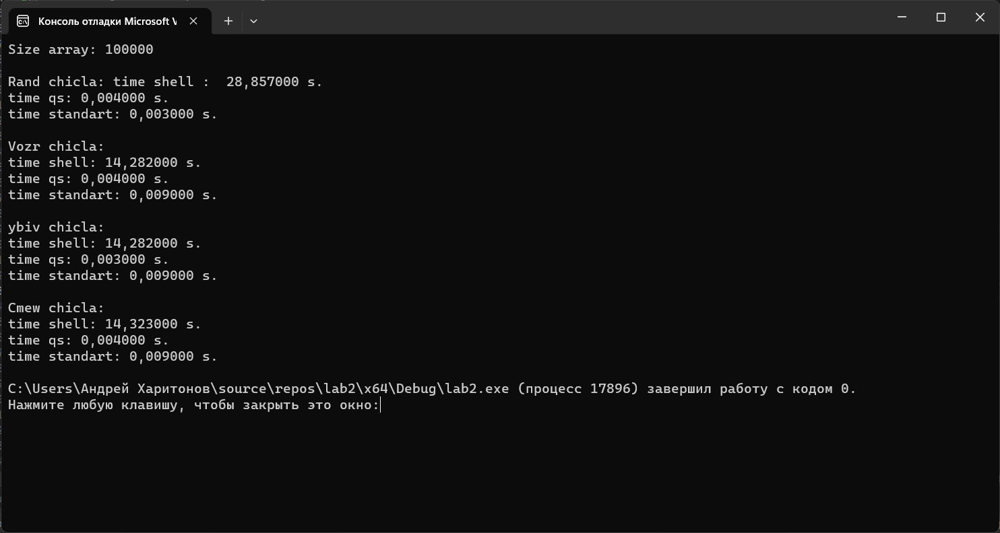 Консоль отладки Microsoft V
Size array: 100000
Rand chicla: time shell :  28,857000 s.
time qs: 0,004000 s.
time standart: 0,003000 s.
Vozr chicla:
time shell: 14,282000 s.
time qs: 0,004000 s.
time standart: 0,009000 s.
ybiv chicla:
time shell: 14,282000 s.
time qs: 0,003000 s.
time standart: 0,009000 s.
Cmew chicla:
time shell: 14,323000 s.
time qs: 0,004000 s.
time standart: 0,009000 s.
C:\Users\Андрей Харитонов\source\repos\lab2\x64\Debug\lab2.exe (процесс 17896) завершил работу с кодом 0.
Нажмите любую клавишу, чтобы закрыть это окно: